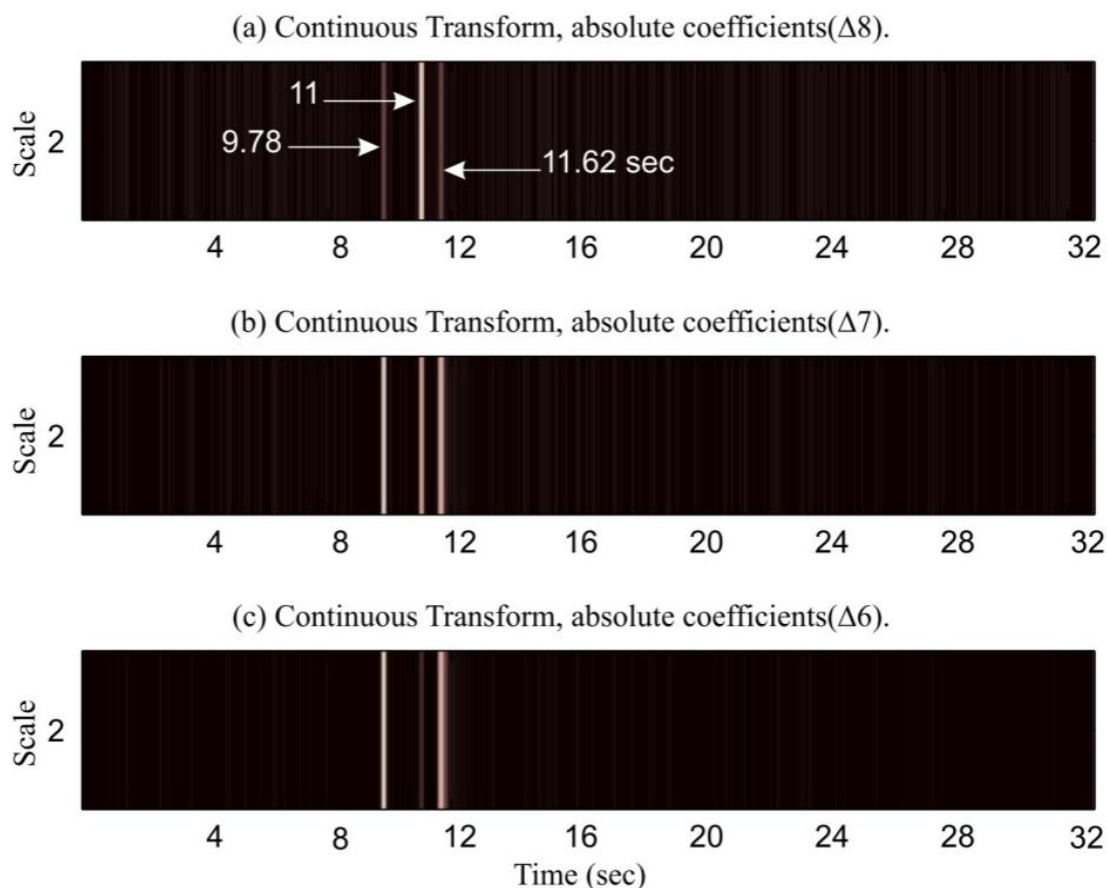 (a) Continuous Transform, absolute coefficients(Δ8).
11
9.78
11.62 sec
Scale
2
4 8 12 16 20 24 28 32
(b) Continuous Transform, absolute coefficients(Δ7).
Scale
2
4 8 12 16 20 24 28 32
(c) Continuous Transform, absolute coefficients(Δ6).
Scale
2
4 8 12 16 20 24 28 32
Time (sec)